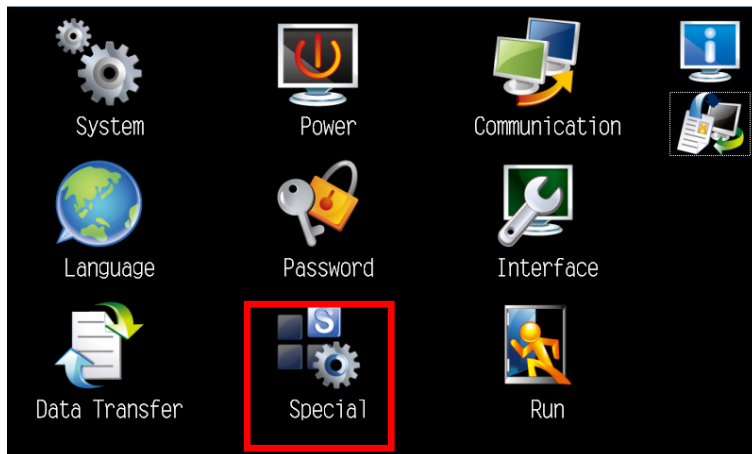 System
Power
Communication
Language
Password
Interface
S
Data Transfer
Special
Run